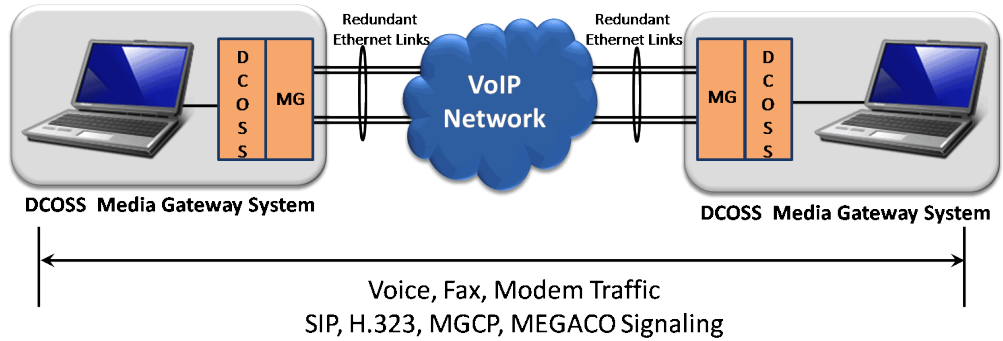 Redundant
Ethernet Links
Redundant
Ethernet Links
D
C
O
S
S
MG
VoIP
Network
MG
D
C
O
S
S
DCOSS Media Gateway System
DCOSS Media Gateway System
Voice, Fax, Modem Traffic
SIP, H.323, MGCP, MEGACO Signaling